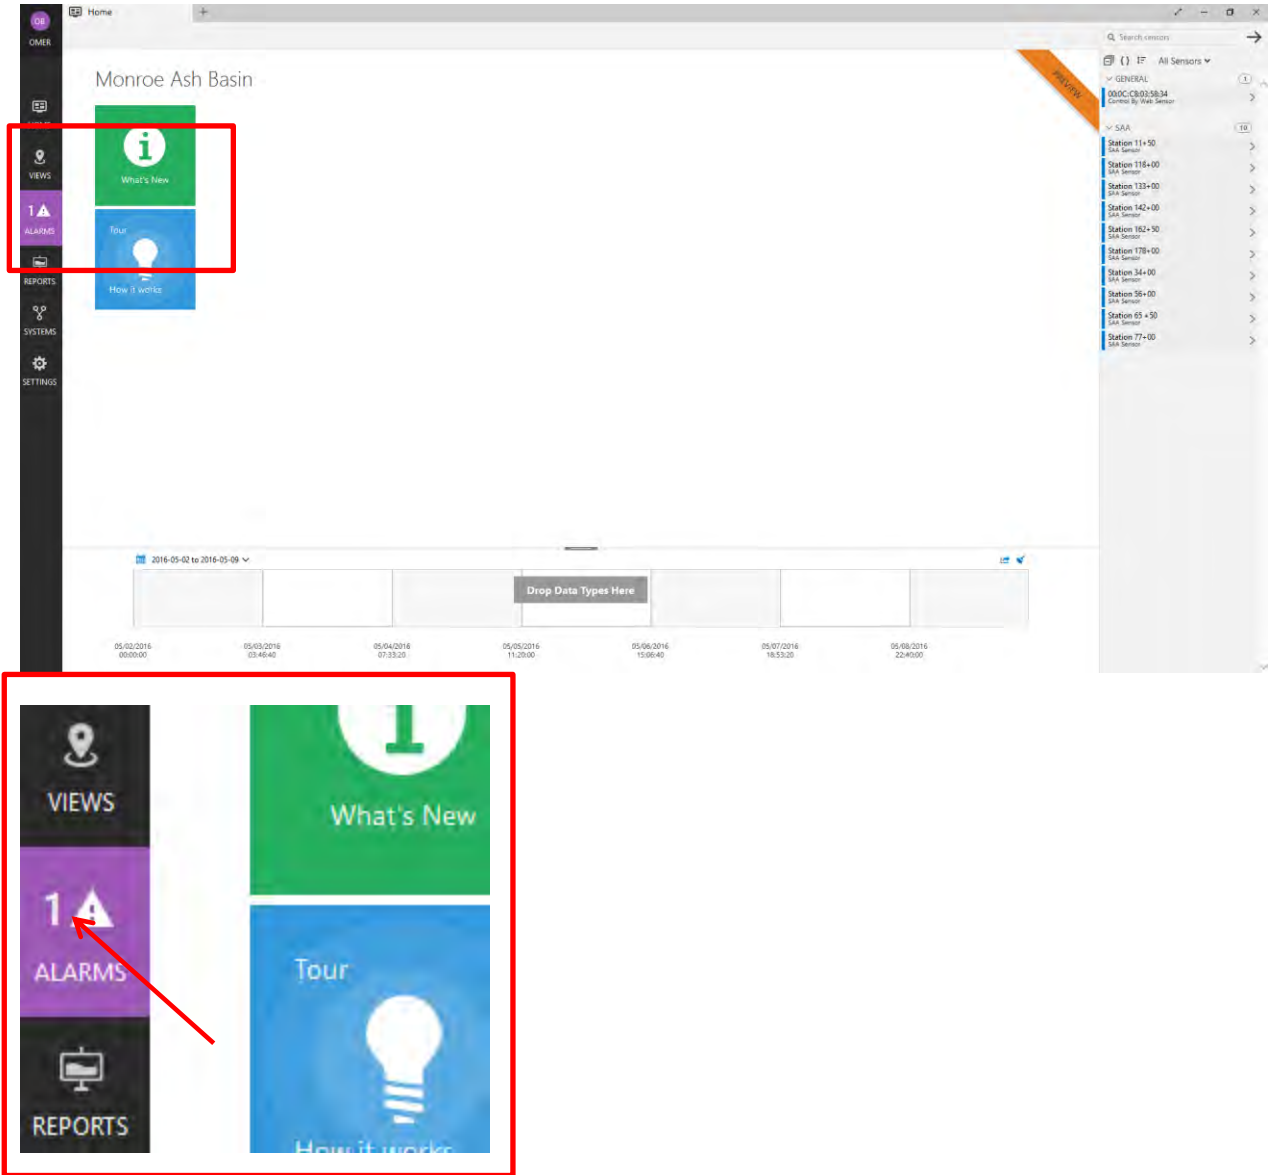 OB
OMER
Home
+
Search sensors
{ } All Sensors
Monroe Ash Basin
PREVIEW
GENERAL
1
00:0C:C8:03:58:34
Control By Web Sensor
SAA
10
Station 11+50
SAA Sensor
Station 118+00
SAA Sensor
Station 133+00
SAA Sensor
Station 142+00
SAA Sensor
Station 162+50
SAA Sensor
Station 178+00
SAA Sensor
Station 34+00
SAA Sensor
Station 56+00
SAA Sensor
Station 65 +50
SAA Sensor
Station 77+00
SAA Sensor
VIEWS
1
ALARMS
REPORTS
SYSTEMS
SETTINGS
What's New
Tour
How it works
2016-05-02 to 2016-05-09
Drop Data Types Here
05/02/2016 05/03/2016 05/04/2016 05/05/2016 05/06/2016 05/07/2016 05/08/2016
00:00:00 03:46:40 07:33:20 11:20:00 15:06:40 18:53:20 22:40:00
VIEWS
What's New
1
ALARMS
Tour
REPORTS
How it works